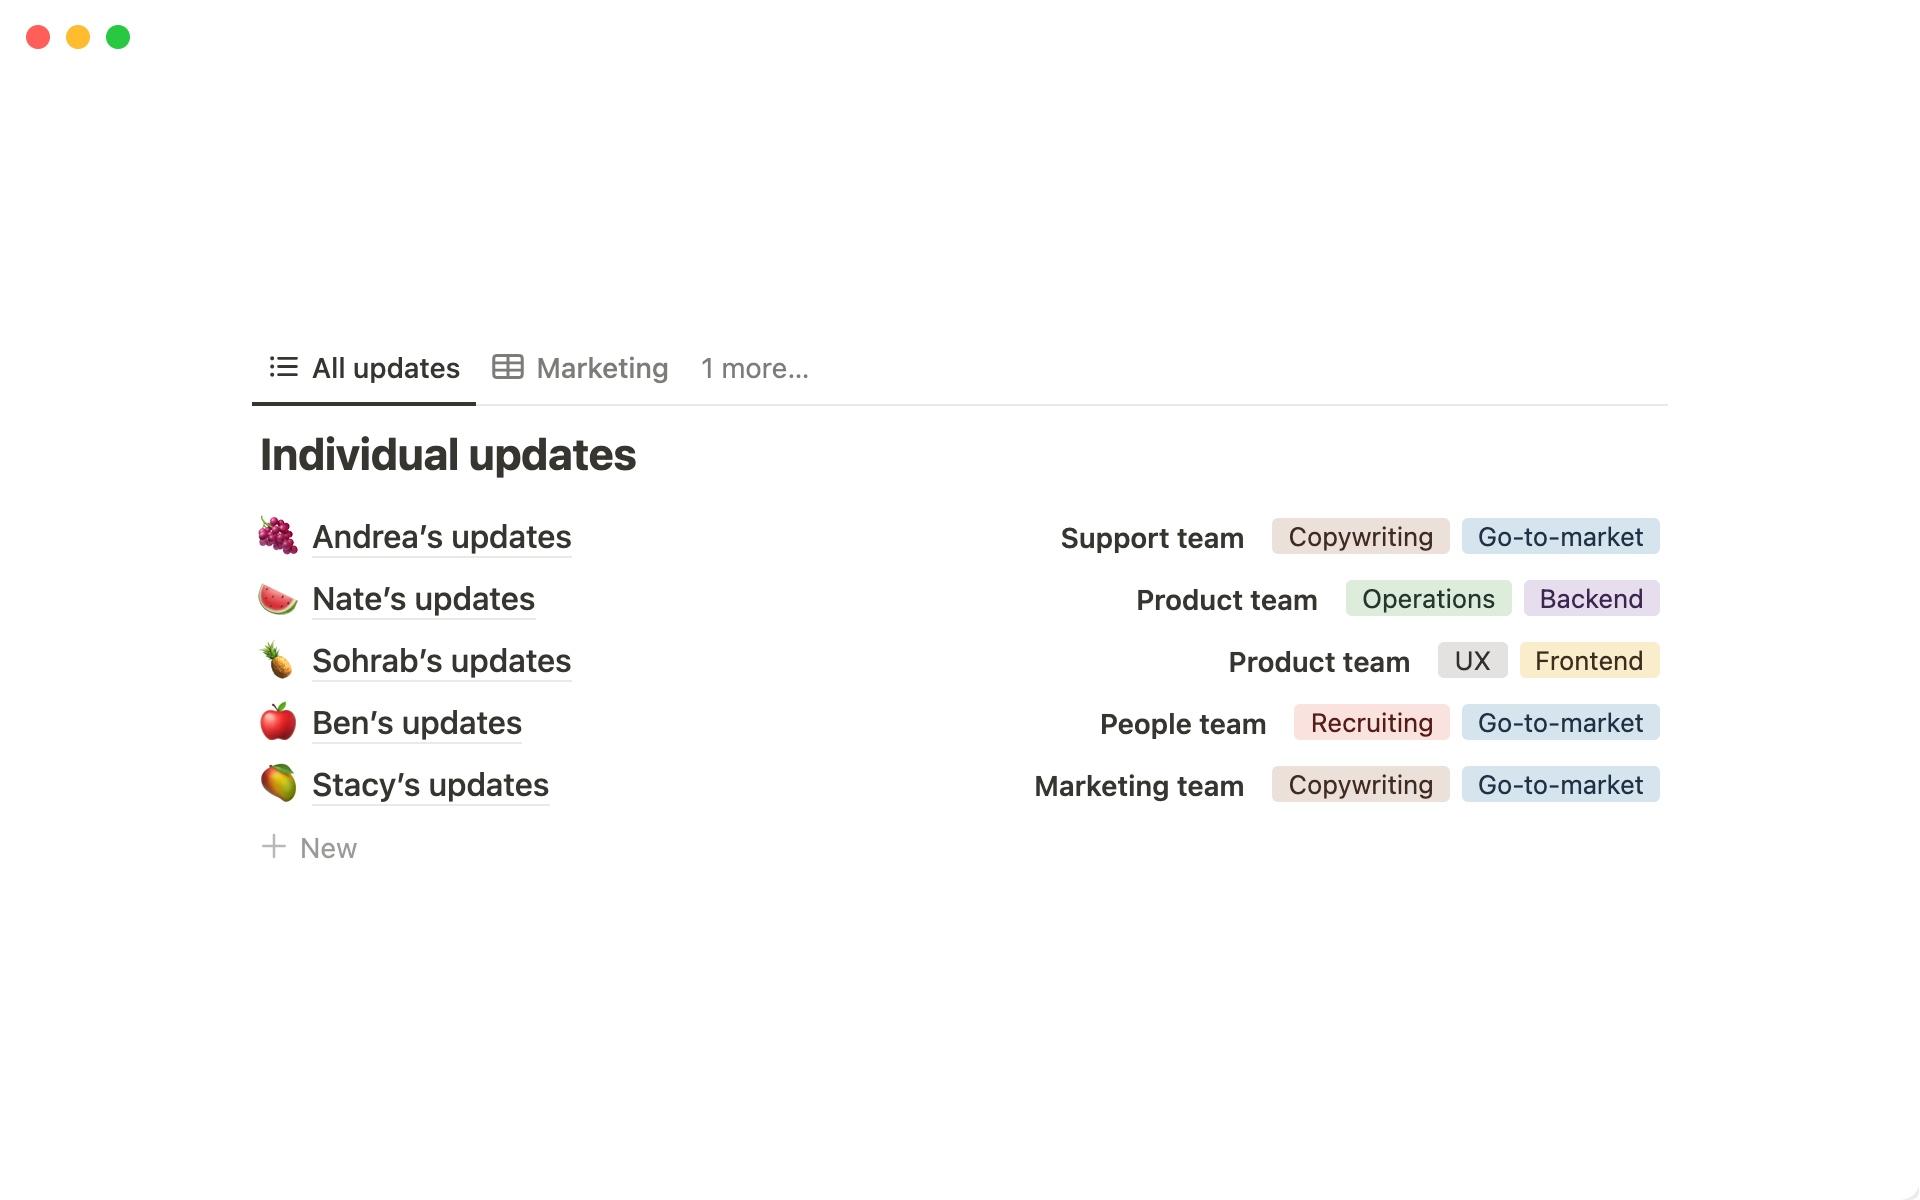 All updates Marketing 1 more...
Individual updates
Andrea’s updates Support team Copywriting Go-to-market
Nate’s updates Product team Operations Backend
Sohrab’s updates Product team UX Frontend
Ben’s updates People team Recruiting Go-to-market
Stacy’s updates Marketing team Copywriting Go-to-market
New